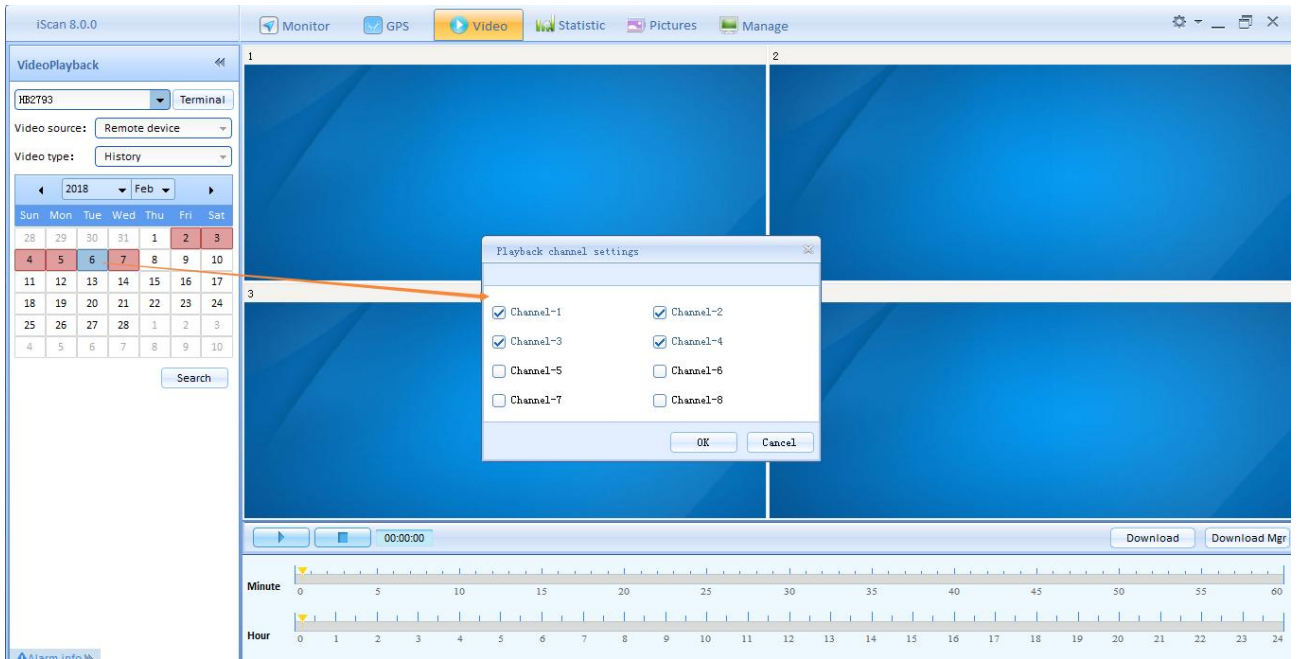 iScan 8.0.0
Monitor GPS Video Statistic Pictures Manage
VideoPlayback
HB2793 Terminal
Video source: Remote device
Video type: History
2018 Feb
Sun Mon Tue Wed Thu Fri Sat
28 29 30 31 1 2 3
4 5 6 7 8 9 10
11 12 13 14 15 16 17
18 19 20 21 22 23 24
25 26 27 28 1 2 3
4 5 6 7 8 9 10
Search
1
2
3
Playback channel settings
Channel-1 Channel-2
Channel-3 Channel-4
Channel-5 Channel-6
Channel-7 Channel-8
OK Cancel
00:00:00
Download Download Mgr
Minute 0 5 10 15 20 25 30 35 40 45 50 55 60
Hour 0 1 2 3 4 5 6 7 8 9 10 11 12 13 14 15 16 17 18 19 20 21 22 23 24
Alarm info